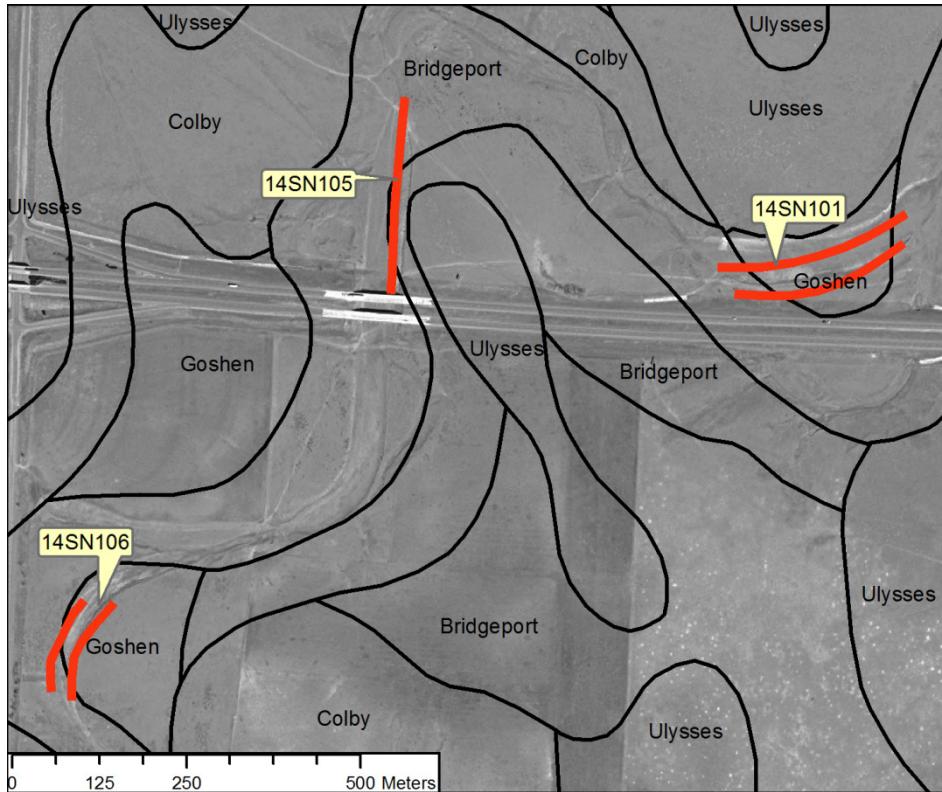 Ulysses
Ulysses
Colby
Bridgeport
Ulysses
Colby
14SN105
14SN101
Ulysses
Goshen
Ulysses
Goshen
Bridgeport
14SN106
Ulysses
Bridgeport
Goshen
Colby
Ulysses
0 125 250 500 Meters